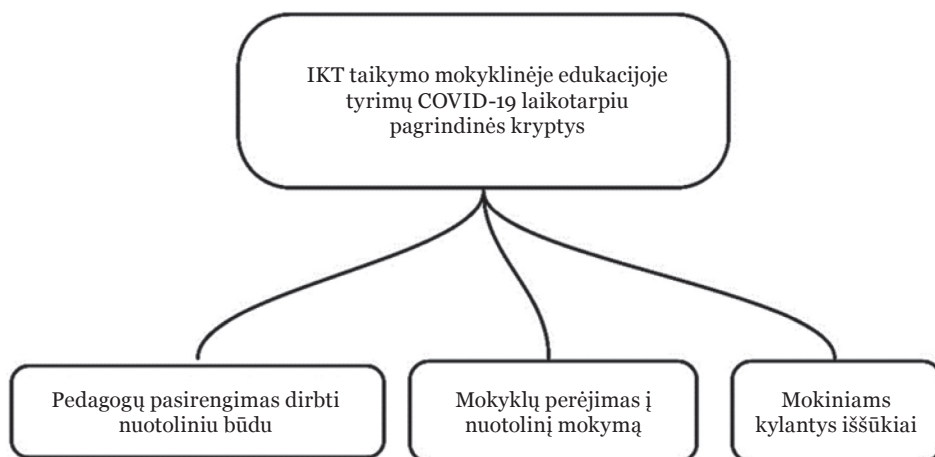 IKT taikymo mokyklinėje edukacijoje
tyrimų COVID-19 laikotarpiu
pagrindinės kryptys
Pedagogų pasirengimas dirbti
nuotoliniu būdu
Mokyklų perėjimas į
nuotolinį mokymą
Mokiniams
kylantys iššūkiai